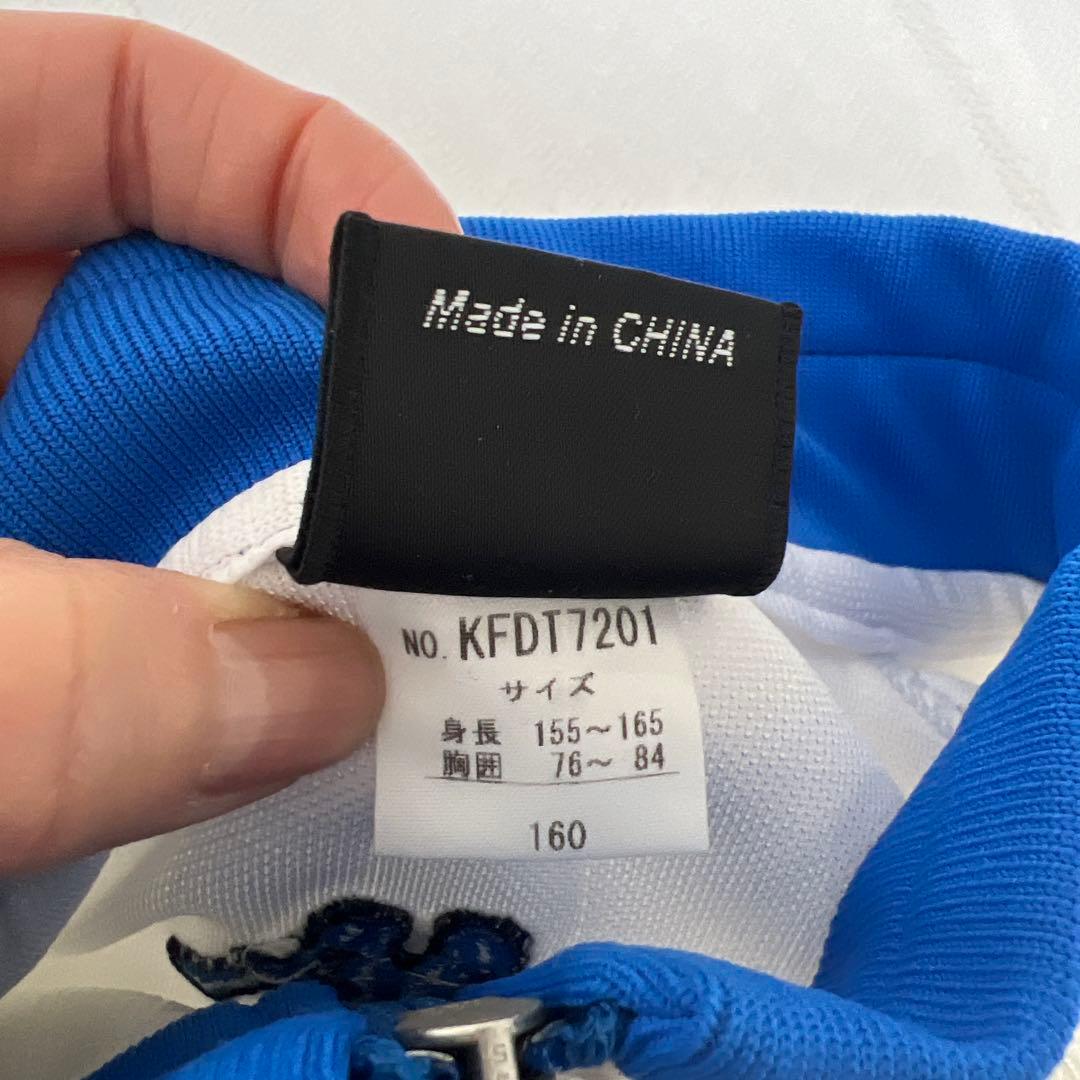 Made in CHINA
NO. KFDT7201
サイズ
身長 155～165
胸囲 76～ 84
160